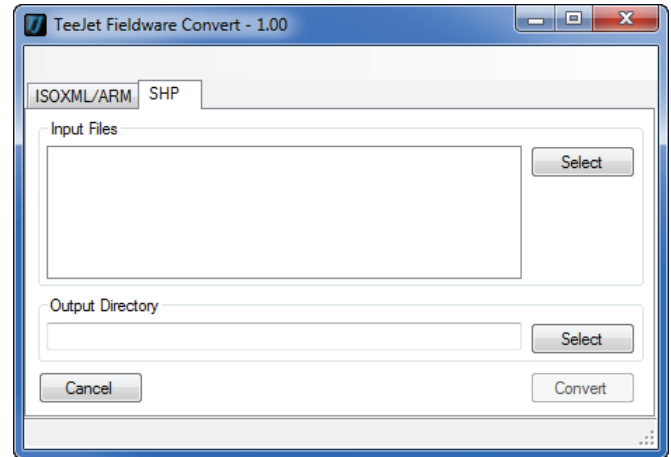 TeeJet Fieldware Convert - 1.00
ISOXML/ARM SHP
Input Files
Select
Output Directory
Select
Cancel Convert